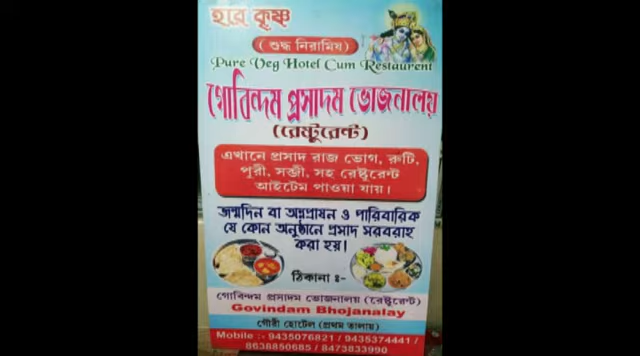 হরে কৃষ্ণ
( শুদ্ধ নিরামিষ )
Pure Veg Hotel Cum Restaurent
গোবিন্দম প্রসাদম ভোজনালয়
(রেষ্টুরেন্ট)
এখানে প্রসাদ রাজ ভোগ, রুটি,
পুরী, সব্জী, সহ রেষ্টুরেন্ট
আইটেম পাওয়া যায়।
জন্মদিন বা অন্নপ্রাষন ও পারিবারিক
যে কোন অনুষ্ঠানে প্রসাদ সরবরাহ
করা হয়।
ঠিকানা ঃ-
গোবিন্দম প্রসাদম ভোজনালয় (রেষ্টুরেন্ট)
Govindam Bhojanalay
গৌরী হোটেল (প্রথম তালায়)
Mobile :- 9435076821 / 9435374441 /
8638850685 / 8473833990